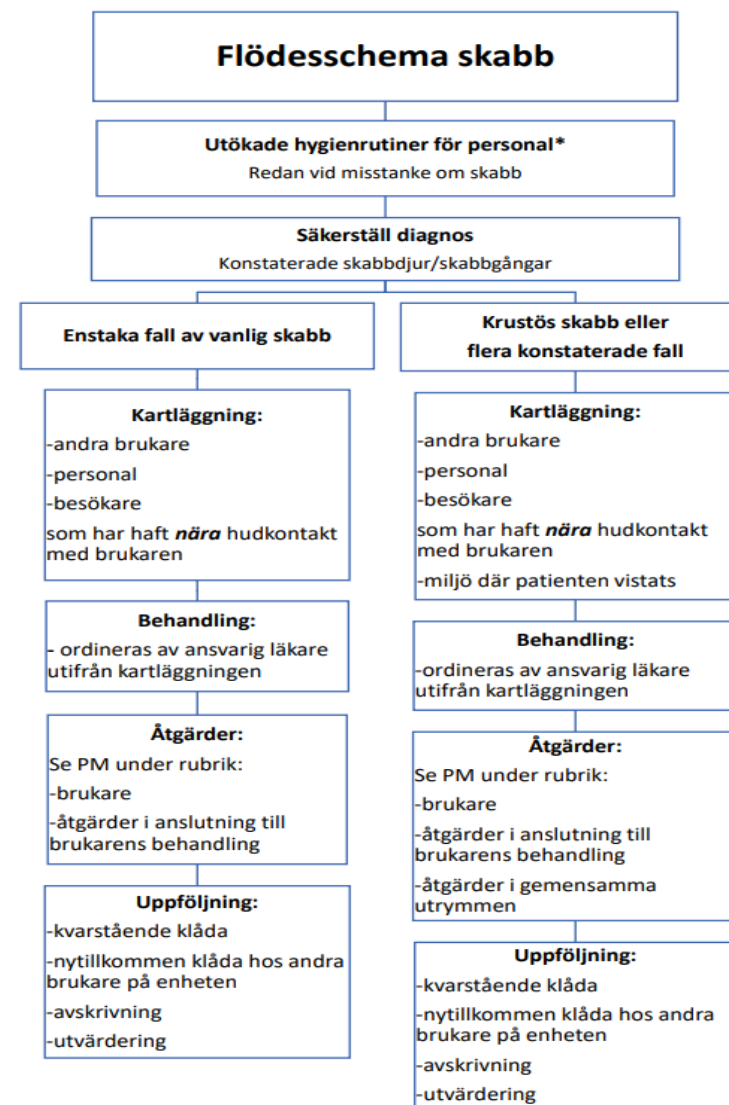 Flödesschema skabb
Utökade hygienrutiner för personal*
Redan vid misstanke om skabb
Säkerställ diagnos
Konstaterade skabbdjur/skabbgångar
Enstaka fall av vanlig skabb
Kartläggning:
-andra brukare
-personal
-besökare
som har haft nära hudkontakt
med brukaren
Behandling:
- ordineras av ansvarig läkare
utifrån kartläggningen
Åtgärder:
Se PM under rubrik:
-brukare
-åtgärder i anslutning till
brukarens behandling
Uppföljning:
-kvarstående klåda
-nytillkommen klåda hos andra
brukare på enheten
-avskrivning
-utvärdering
Krustös skabb eller
flera konstaterade fall
Kartläggning:
-andra brukare
-personal
-besökare
som har haft nära hudkontakt
med brukaren
-miljö där patienten vistats
Behandling:
-ordineras av ansvarig läkare
utifrån kartläggningen
Åtgärder:
Se PM under rubrik:
-brukare
-åtgärder i anslutning till
brukarens behandling
-åtgärder i gemensamma
utrymmen
Uppföljning:
-kvarstående klåda
-nytillkommen klåda hos andra
brukare på enheten
-avskrivning
-utvärdering